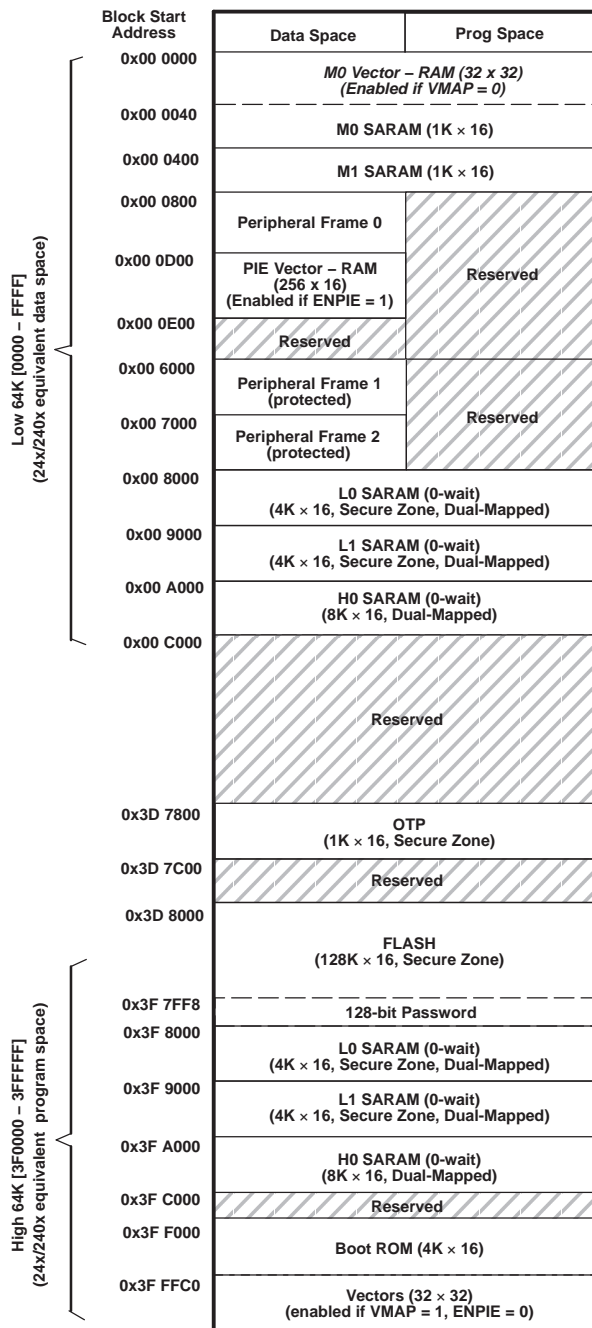 Block Start
Address
Data Space
Prog Space
0x00 0000
M0 Vector – RAM (32 x 32)
(Enabled if VMAP = 0)
0x00 0040
M0 SARAM (1K × 16)
0x00 0400
M1 SARAM (1K × 16)
0x00 0800
Peripheral Frame 0
Reserved
0x00 0D00
PIE Vector – RAM
(256 x 16)
(Enabled if ENPIE = 1)
0x00 0E00
Reserved
0x00 6000
Peripheral Frame 1
(protected)
Reserved
0x00 7000
Peripheral Frame 2
(protected)
0x00 8000
L0 SARAM (0-wait)
(4K × 16, Secure Zone, Dual-Mapped)
0x00 9000
L1 SARAM (0-wait)
(4K × 16, Secure Zone, Dual-Mapped)
0x00 A000
H0 SARAM (0-wait)
(8K × 16, Dual-Mapped)
0x00 C000
Reserved
Low 64K [0000 – FFFF]
(24x/240x equivalent data space)
0x3D 7800
OTP
(1K × 16, Secure Zone)
0x3D 7C00
Reserved
0x3D 8000
FLASH
(128K × 16, Secure Zone)
0x3F 7FF8
128-bit Password
0x3F 8000
L0 SARAM (0-wait)
(4K × 16, Secure Zone, Dual-Mapped)
0x3F 9000
L1 SARAM (0-wait)
(4K × 16, Secure Zone, Dual-Mapped)
0x3F A000
H0 SARAM (0-wait)
(8K × 16, Dual-Mapped)
0x3F C000
Reserved
0x3F F000
Boot ROM (4K × 16)
0x3F FFC0
Vectors (32 × 32)
(enabled if VMAP = 1, ENPIE = 0)
High 64K [3F0000 – 3FFFFF]
(24x/240x equivalent program space)